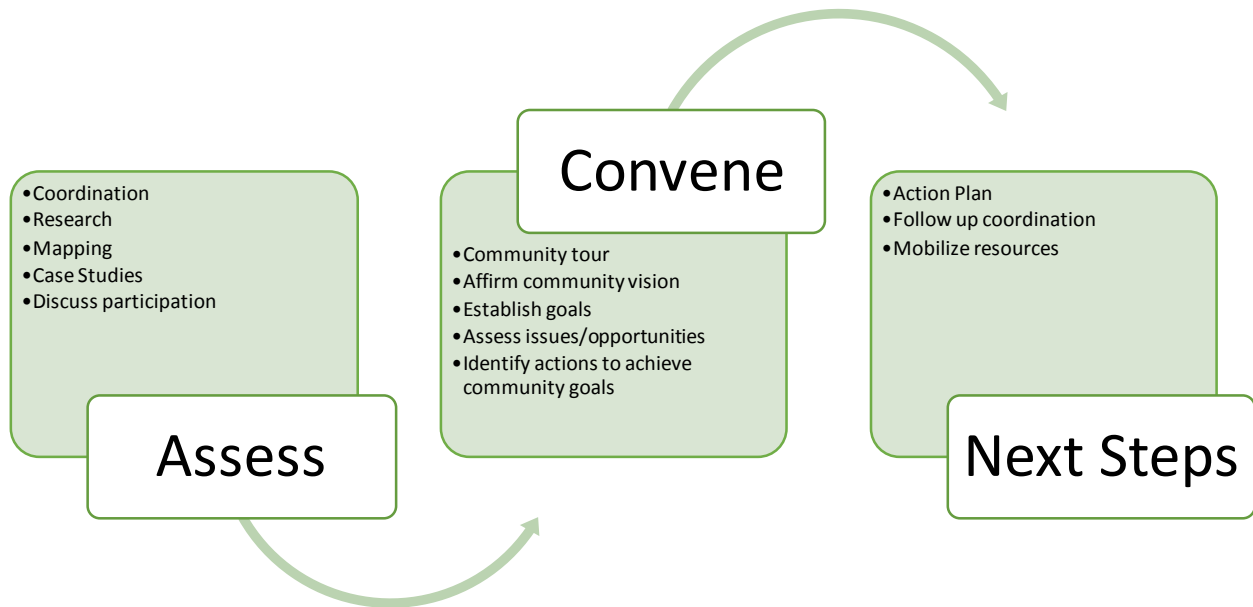 •Coordination
•Research
•Mapping
•Case Studies
•Discuss participation
Assess
Convene
•Community tour
•Affirm community vision
•Establish goals
•Assess issues/opportunities
•Identify actions to achieve
community goals
•Action Plan
•Follow up coordination
•Mobilize resources
Next Steps